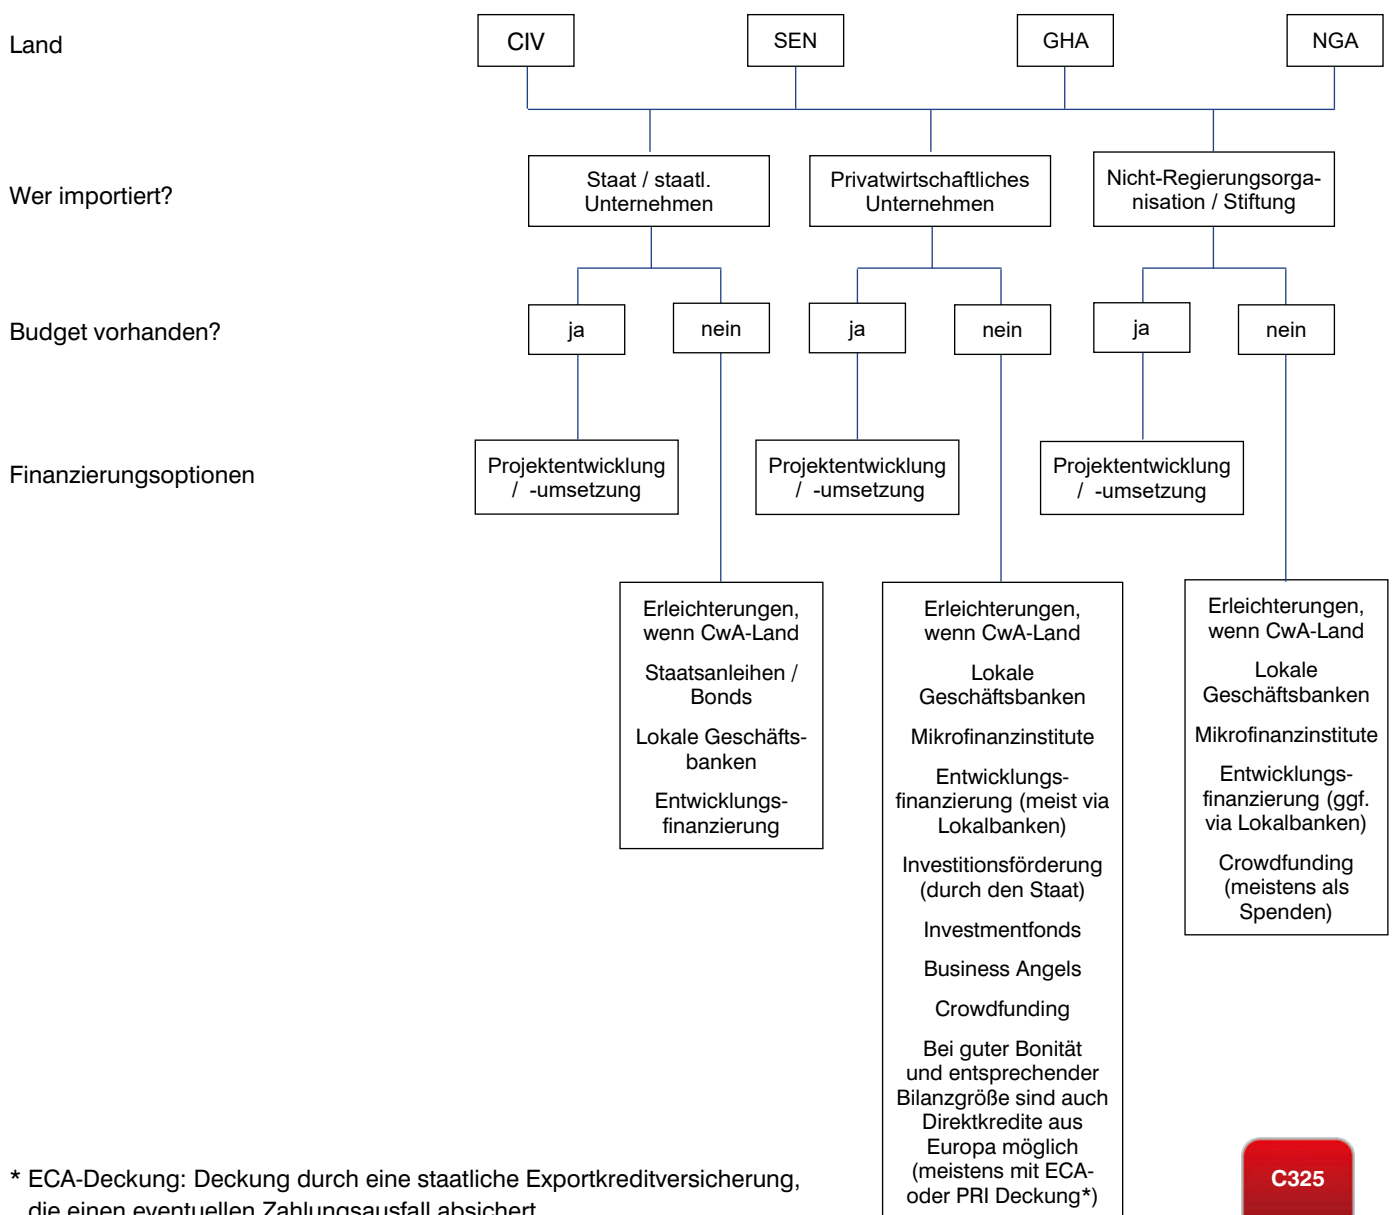 Land
CIV
SEN
GHA
NGA
Wer importiert?
Staat / staatl.
Unternehmen
Privatwirtschaftliches
Unternehmen
Nicht-Regierungsorga-
nisation / Stiftung
Budget vorhanden?
ja
nein
ja
nein
ja
nein
Finanzierungsoptionen
Projektentwicklung
/ -umsetzung
Projektentwicklung
/ -umsetzung
Projektentwicklung
/ -umsetzung
Erleichterungen,
wenn CwA-Land
Staatsanleihen /
Bonds
Lokale Geschäfts-
banken
Entwicklungs-
finanzierung
Erleichterungen,
wenn CwA-Land
Lokale
Geschäftsbanken
Mikrofinanzinstitute
Entwicklungs-
finanzierung (meist via
Lokalbanken)
Investitionsförderung
(durch den Staat)
Investmentfonds
Business Angels
Crowdfunding
Bei guter Bonität
und entsprechender
Bilanzgröße sind auch
Direktkredite aus
Europa möglich
(meistens mit ECA-
oder PRI Deckung*)
Erleichterungen,
wenn CwA-Land
Lokale
Geschäftsbanken
Mikrofinanzinstitute
Entwicklungs-
finanzierung (ggf.
via Lokalbanken)
Crowdfunding
(meistens als
Spenden)
* ECA-Deckung: Deckung durch eine staatliche Exportkreditversicherung,
die einen eventuellen Zahlungsausfall absichert
C325